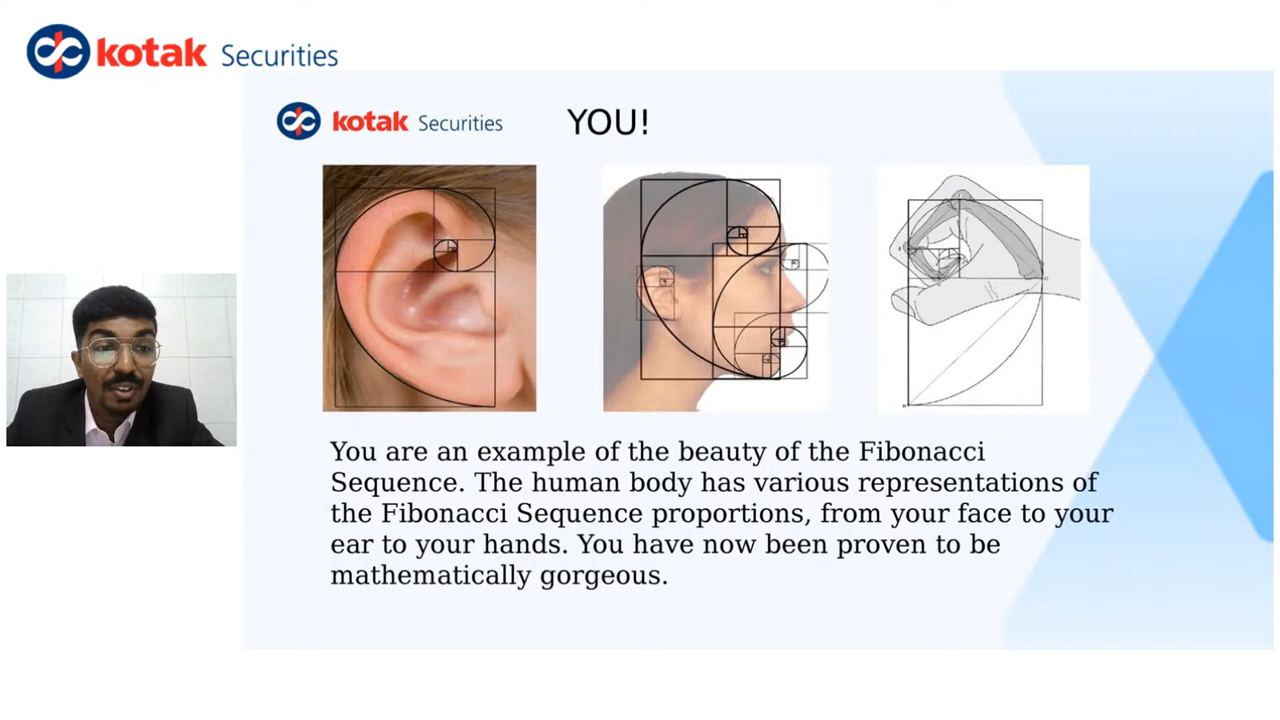 kotak Securities
kotak Securities
YOU!
You are an example of the beauty of the Fibonacci
Sequence. The human body has various representations of
the Fibonacci Sequence proportions, from your face to your
ear to your hands. You have now been proven to be
mathematically gorgeous.